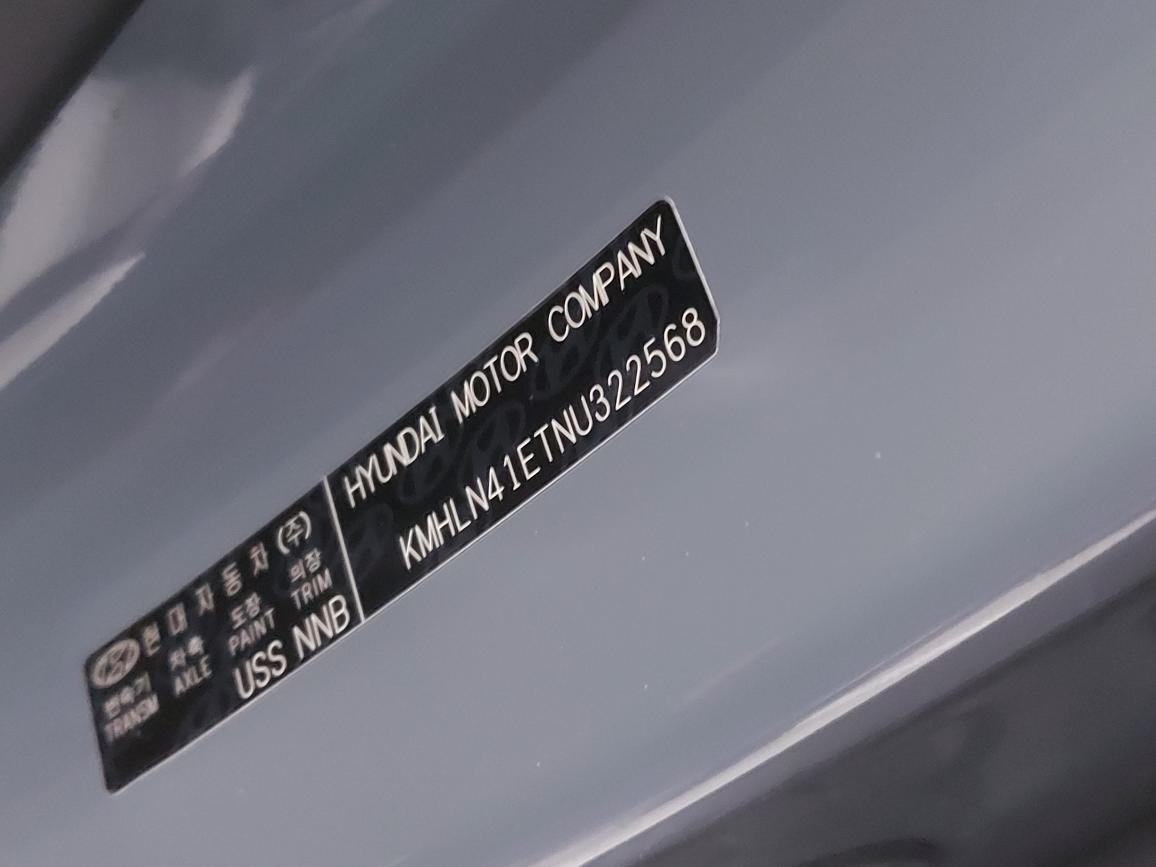 현대자동차(주)
변속기 차축 도장 의장
TRANSM AXLE PAINT TRIM
USS NNB
HYUNDAI MOTOR COMPANY
KMHLN41ETNU322568